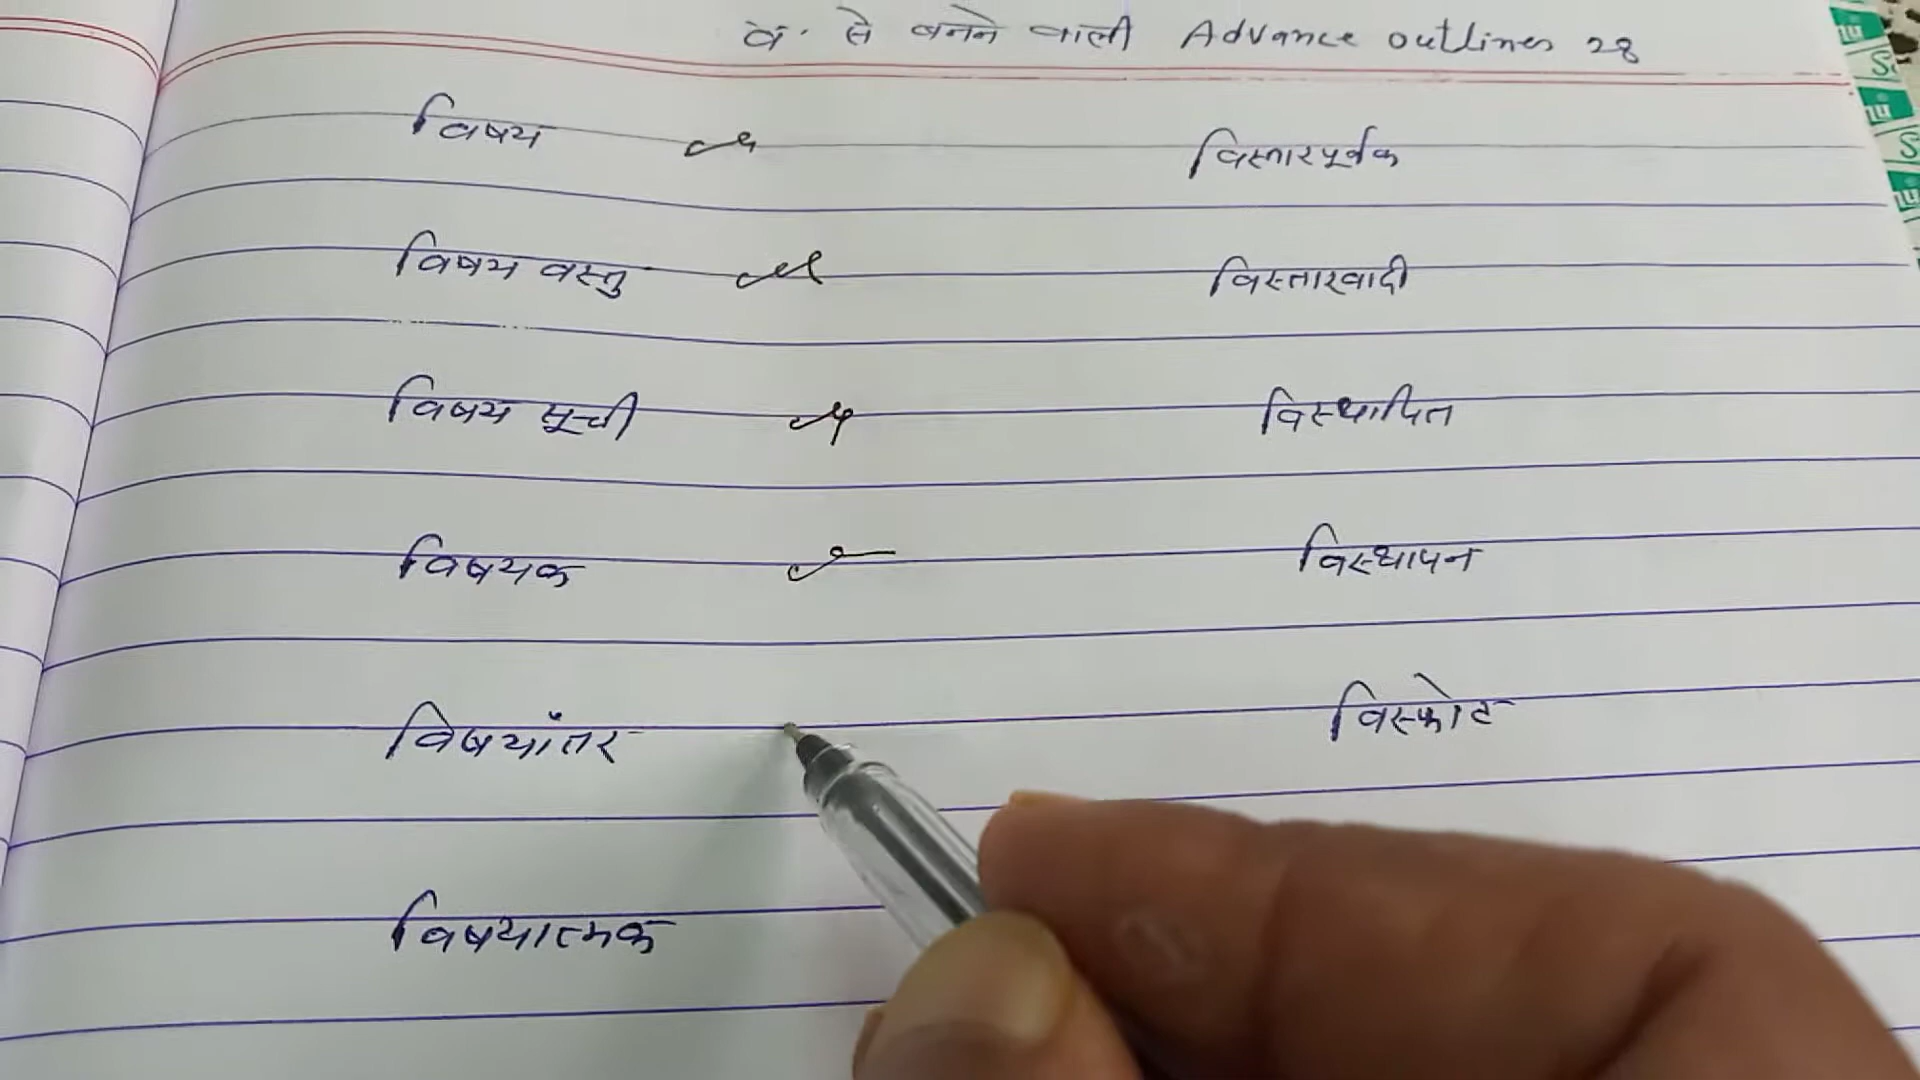 व. से बनने वाली Advance outlines 28
विषय
विस्तारपूर्वक
विषय वस्तु
विस्तारवादी
विषय सूची
विस्थापित
विषयक
विस्थापन
विषयांतर
विस्फोट
विषयात्मक